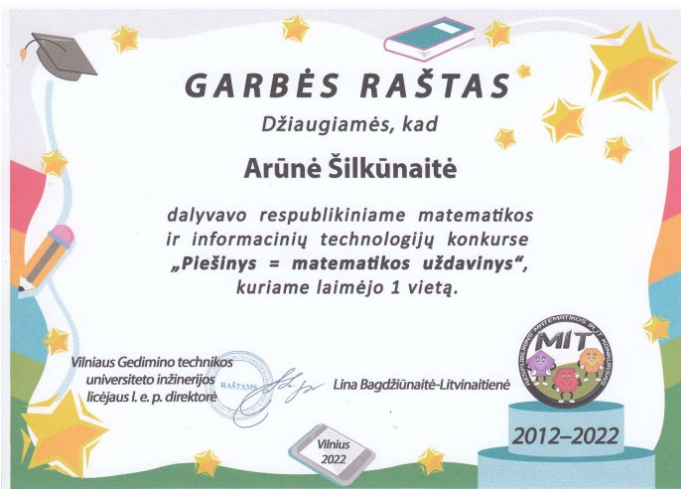 GARBĖS RAŠTAS
Džiaugiamės, kad
Arūnė Šilkūnaitė
dalyvavo respublikiniame matematikos
ir informacinių technologijų konkurse
„Piešinys = matematikos uždavinys“,
kuriame laimėjo 1 vietą.
Vilniaus Gedimino technikos
universiteto inžinerijos
licėjaus l. e. p. direktorė
RAŠTAMS
Lina Bagdžiūnaitė-Litvinaitienė
MIT
2012–2022
Vilnius
2022